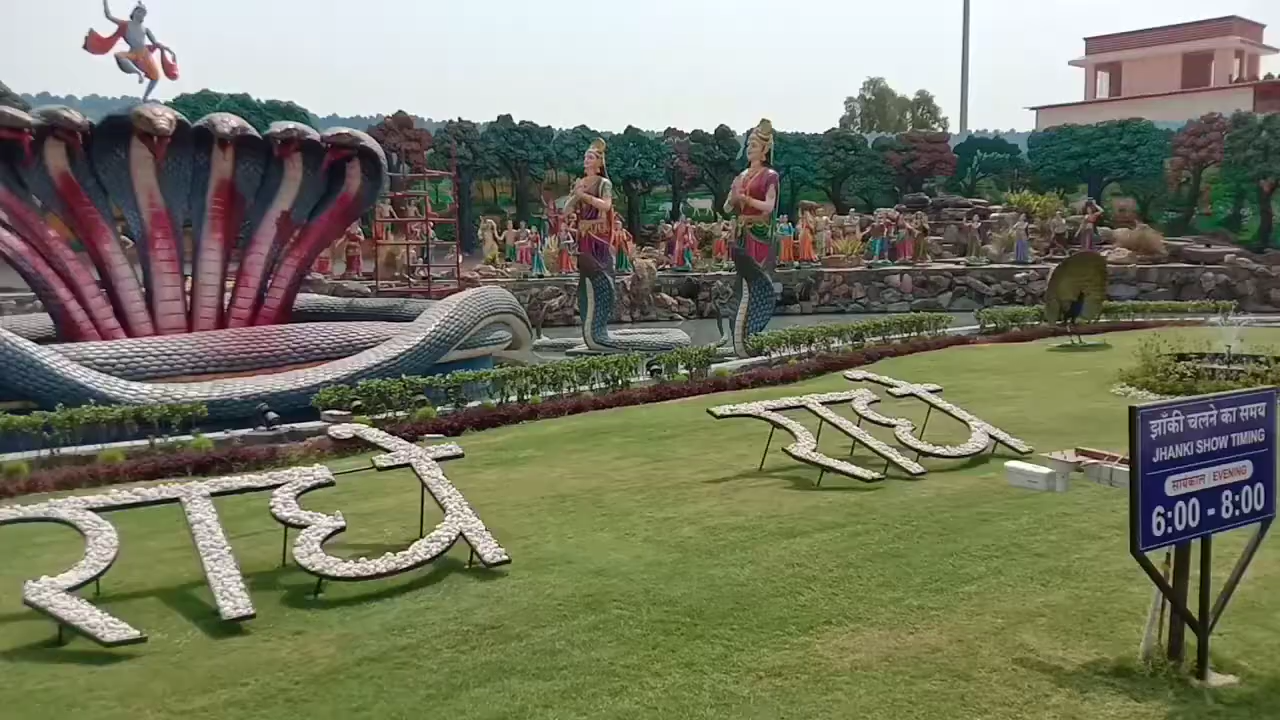 राधे राधे
झाँकी चलने का समय
JHANKI SHOW TIMING
सायंकाल | EVENING
6:00 - 8:00